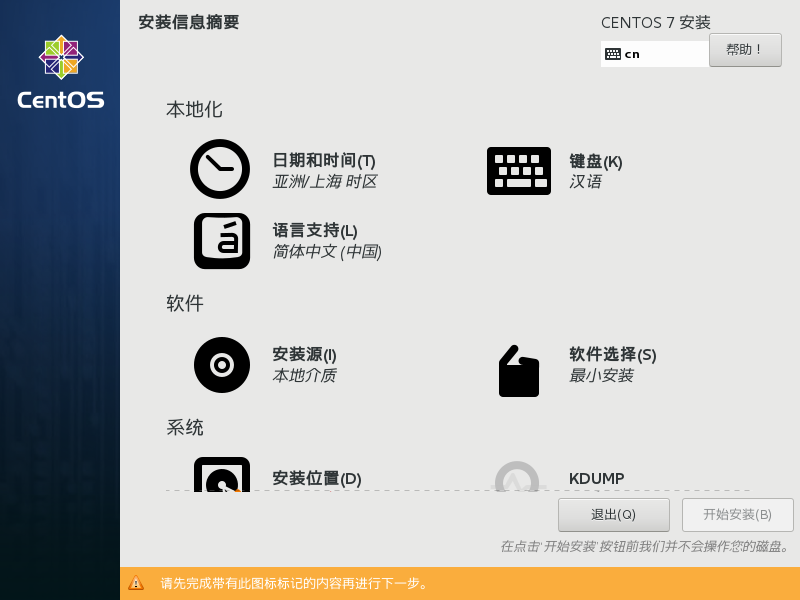 安装信息摘要
CENTOS 7 安装
cn
帮助！
CentOS
本地化
日期和时间(T)
亚洲/上海 时区
键盘(K)
汉语
á
语言支持(L)
简体中文 (中国)
软件
安装源(I)
本地介质
软件选择(S)
最小安装
系统
安装位置(D)
KDUMP
退出(Q)
开始安装(B)
在点击'开始安装'按钮前我们并不会操作您的磁盘。
请先完成带有此图标标记的内容再进行下一步。